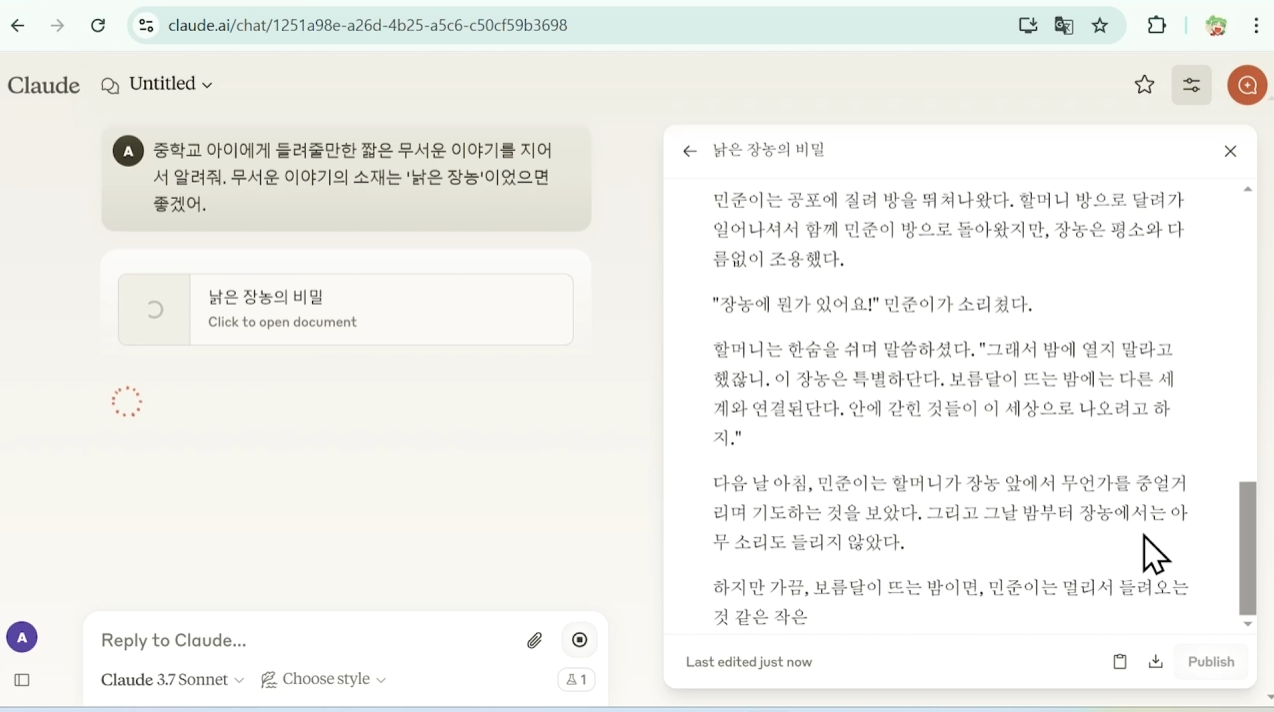 claude.ai/chat/1251a98e-a26d-4b25-a5c6-c50cf59b3698
Claude
Untitled
A
중학교 아이에게 들려줄만한 짧은 무서운 이야기를 지어
서 알려줘. 무서운 이야기의 소재는 '낡은 장농'이었으면
좋겠어.
낡은 장농의 비밀
Click to open document
A
Reply to Claude...
Claude 3.7 Sonnet
Choose style
1
낡은 장농의 비밀
민준이는 공포에 질려 방을 뛰쳐나왔다. 할머니 방으로 달려가
일어나셔서 함께 민준이 방으로 돌아왔지만, 장농은 평소와 다
름없이 조용했다.
"장농에 뭔가 있어요!" 민준이가 소리쳤다.
할머니는 한숨을 쉬며 말씀하셨다. "그래서 밤에 열지 말라고
했잖니. 이 장농은 특별하단다. 보름달이 뜨는 밤에는 다른 세
계와 연결된단다. 안에 갇힌 것들이 이 세상으로 나오려고 하
지."
다음 날 아침, 민준이는 할머니가 장농 앞에서 무언가를 중얼거
리며 기도하는 것을 보았다. 그리고 그날 밤부터 장농에서는 아
무 소리도 들리지 않았다.
하지만 가끔, 보름달이 뜨는 밤이면, 민준이는 멀리서 들려오는
것 같은 작은
Last edited just now
Publish